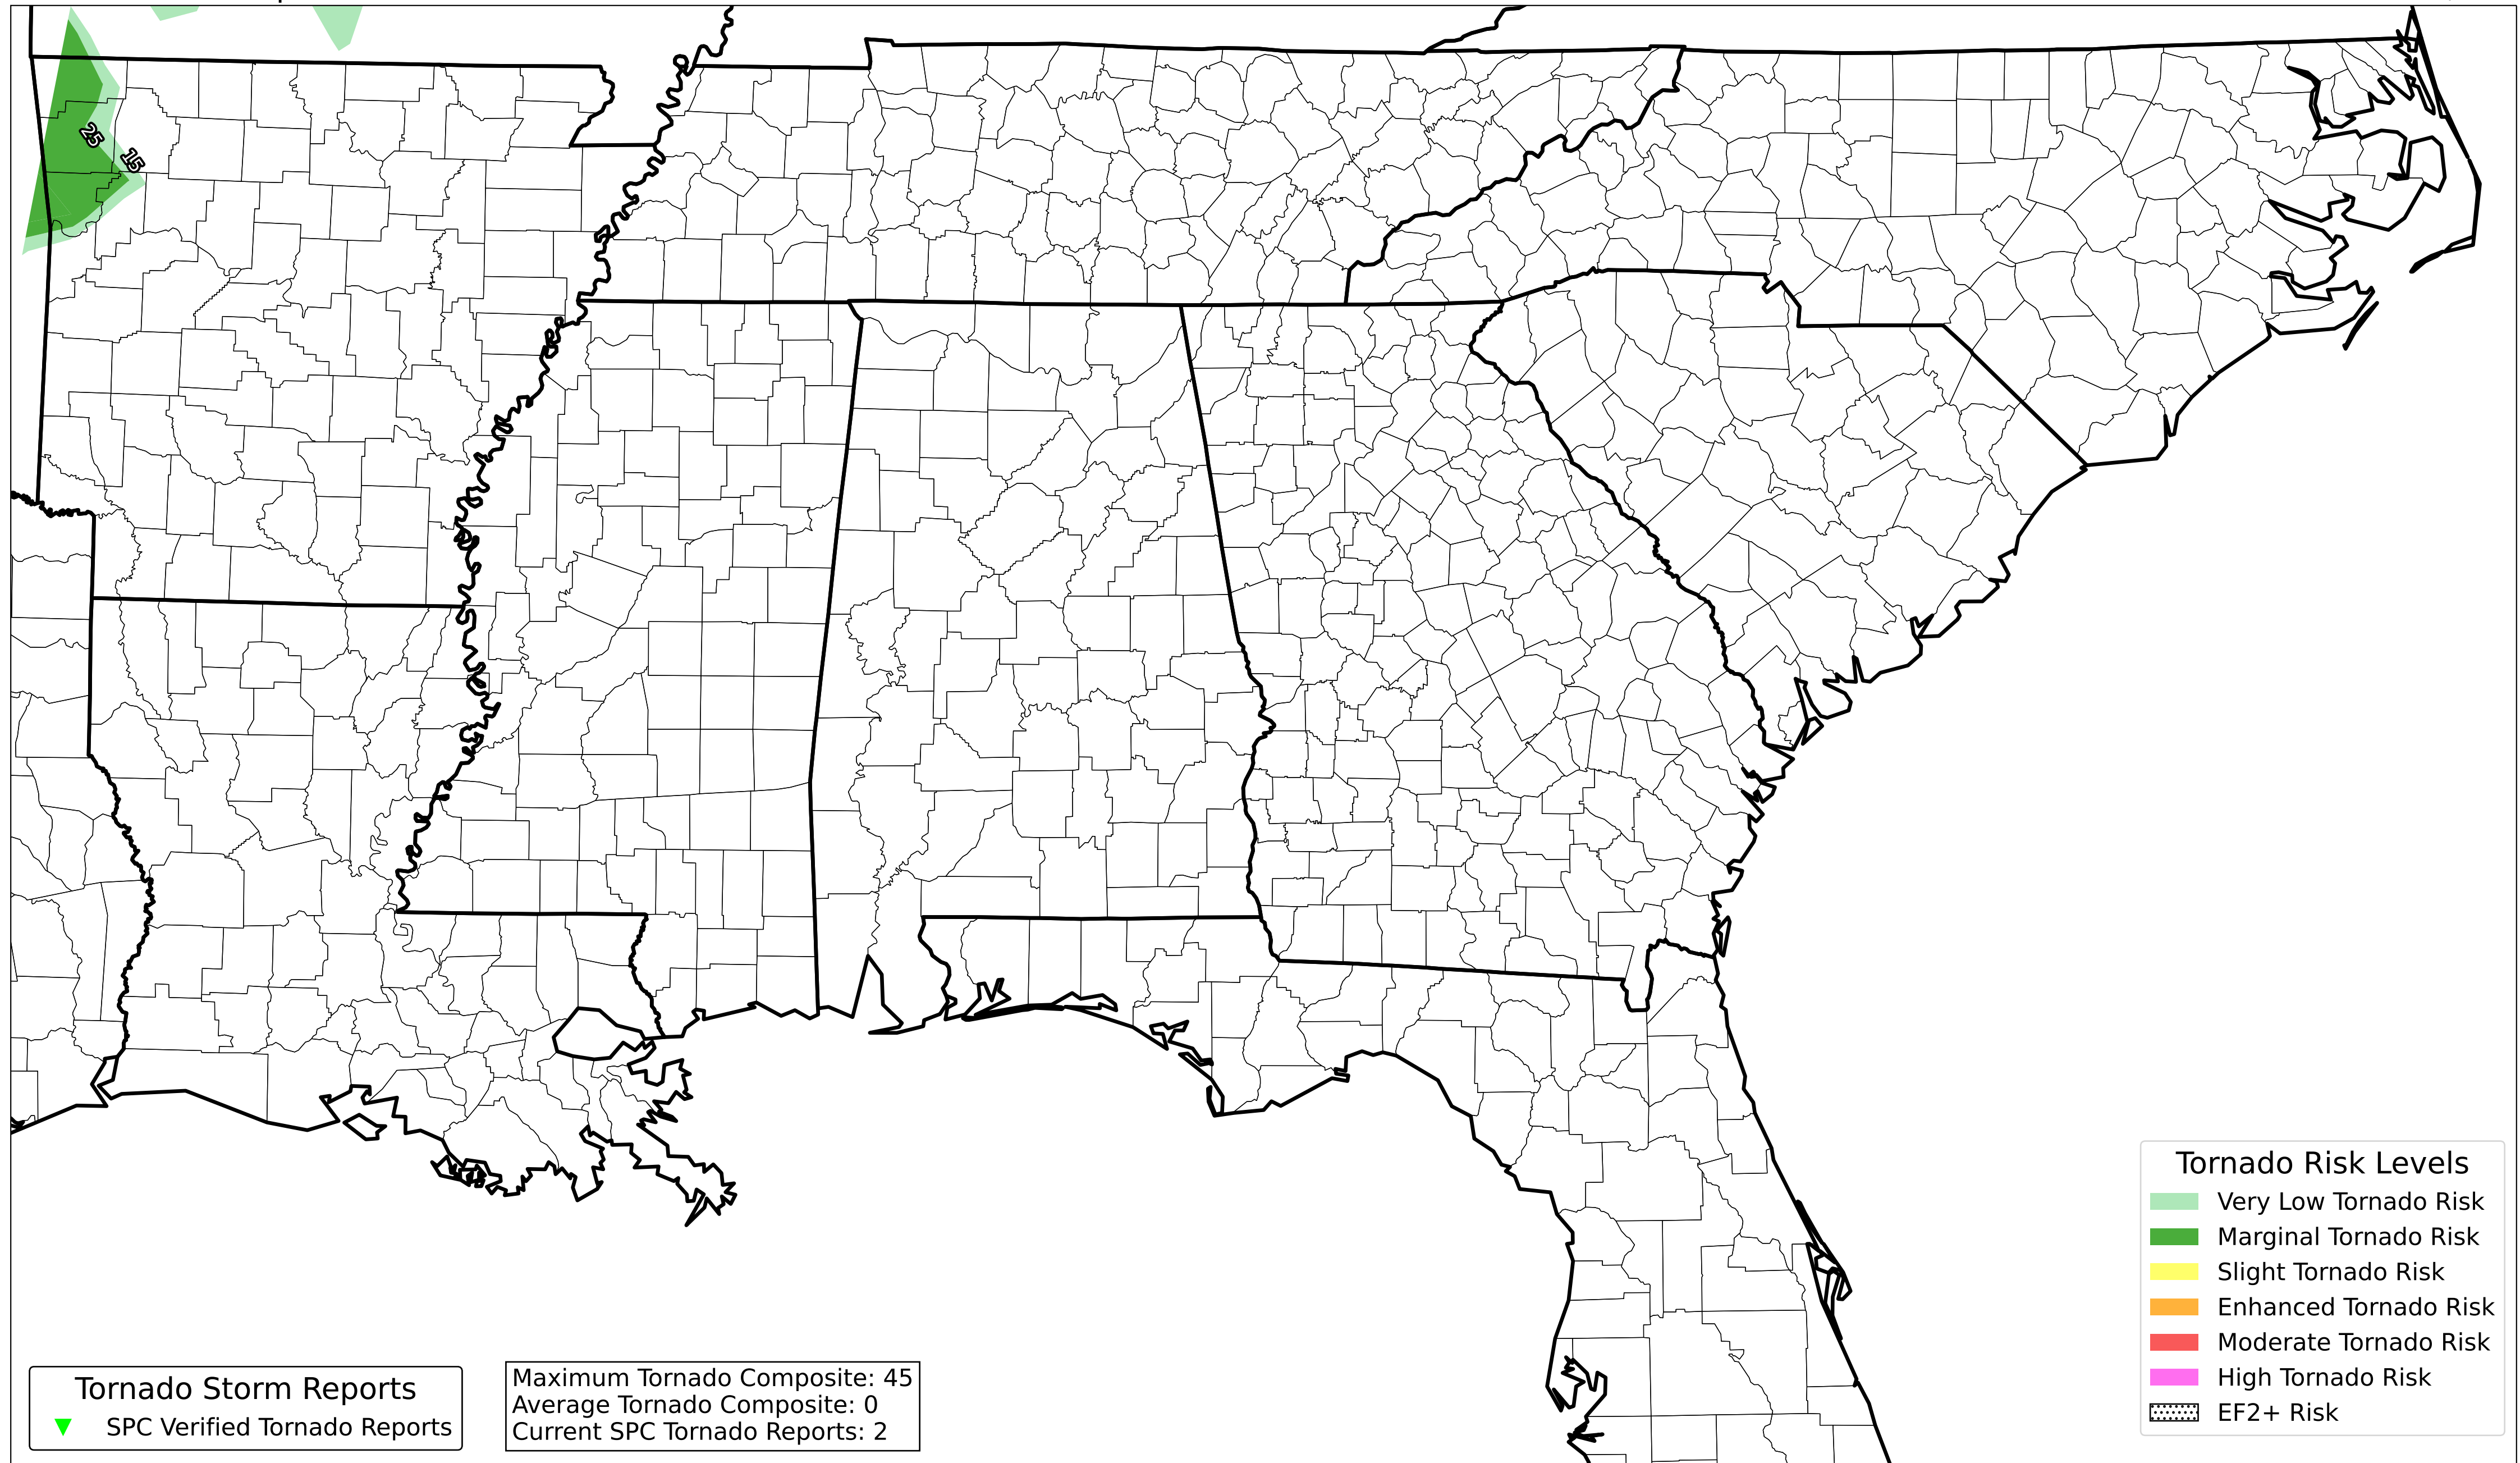 25
15
Tornado Risk Levels
Very Low Tornado Risk
Marginal Tornado Risk
Slight Tornado Risk
Enhanced Tornado Risk
Moderate Tornado Risk
High Tornado Risk
EF2+ Risk
Tornado Storm Reports
SPC Verified Tornado Reports
Maximum Tornado Composite: 45
Average Tornado Composite: 0
Current SPC Tornado Reports: 2